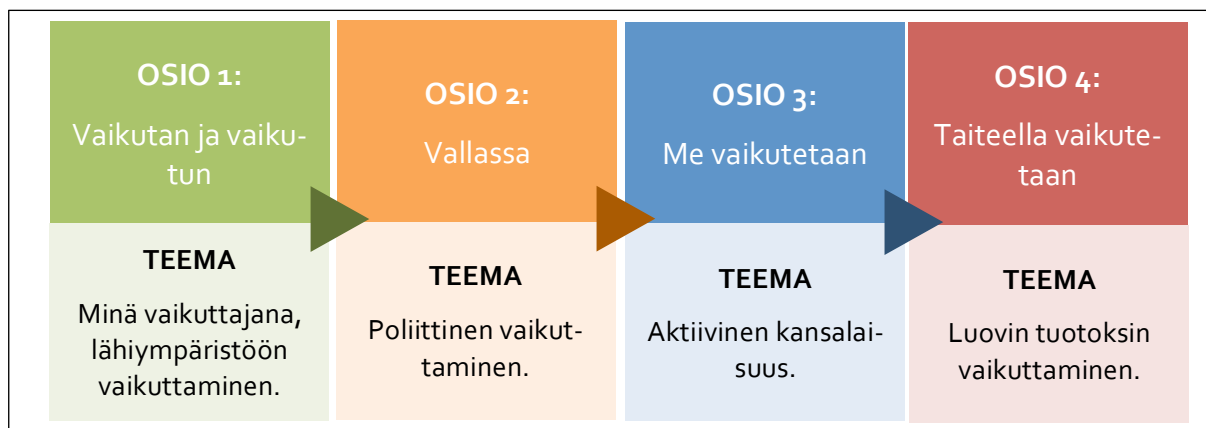 OSIO 1:
Vaikutan ja vaiku-
tun
TEEMA
Minä vaikuttajana,
lähiympäristöön
vaikuttaminen.
OSIO 2:
Vallassa
TEEMA
Poliittinen vaikut-
taminen.
OSIO 3:
Me vaikutetaan
TEEMA
Aktiivinen kansalai-
suus.
OSIO 4:
Taiteella vaikute-
taan
TEEMA
Luovin tuotoksin
vaikuttaminen.